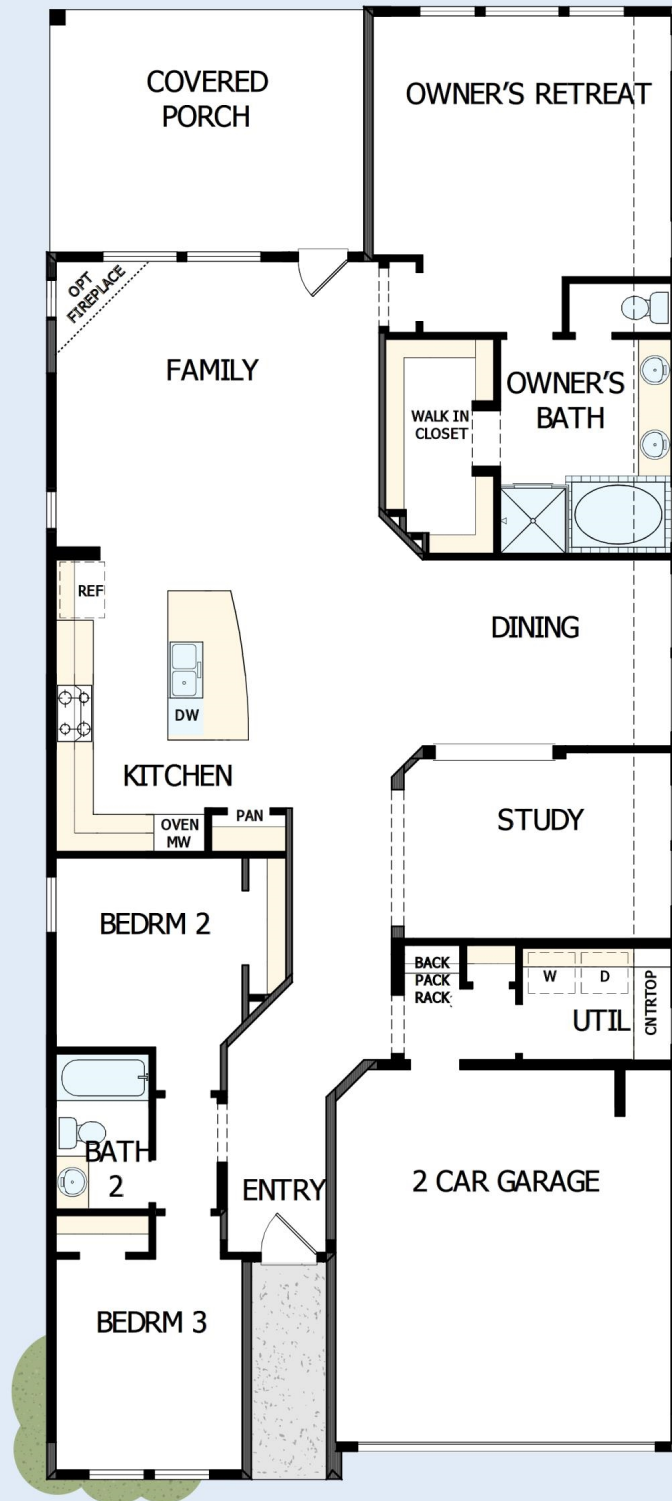 COVERED
PORCH
OWNER'S RETREAT
OPT
FIREPLACE
FAMILY
WALK IN
CLOSET
OWNER'S
BATH
REF
DINING
DW
KITCHEN
OVEN
MW
PAN
STUDY
BEDRM 2
BACK
PACK
RACK
W
D
UTIL
CNTRTOP
BATH
2
ENTRY
2 CAR GARAGE
BEDRM 3